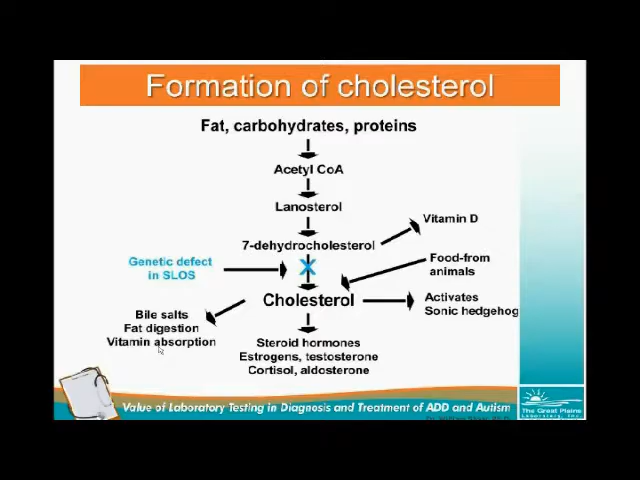 Formation of cholesterol
Fat, carbohydrates, proteins
Acetyl CoA
Lanosterol
Vitamin D
7-dehydrocholesterol
Genetic defect
in SLOS
X
Food-from
animals
Cholesterol
Activates
Sonic hedgehog
Bile salts
Fat digestion
Vitamin absorption
Steroid hormones
Estrogens, testosterone
Cortisol, aldosterone
Value of Laboratory Testing in Diagnosis and Treatment of ADD and Autism
The Great Plains
Laboratory, Inc.